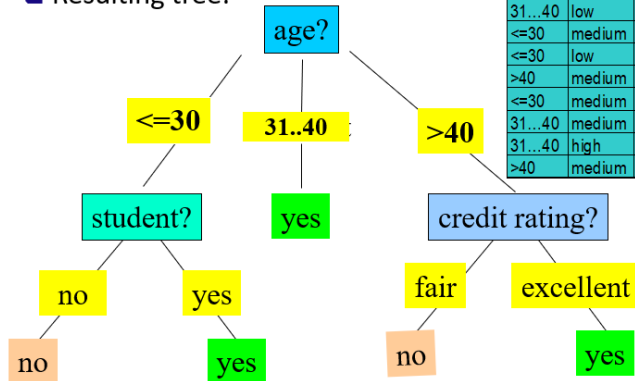 Resulting tree:
age?
31...40 low
<=30 medium
<=30 low
>40 medium
<=30 medium
31...40 medium
31...40 high
>40 medium
<=30
31..40
>40
student?
yes
credit rating?
no
yes
fair
excellent
no
yes
no
yes